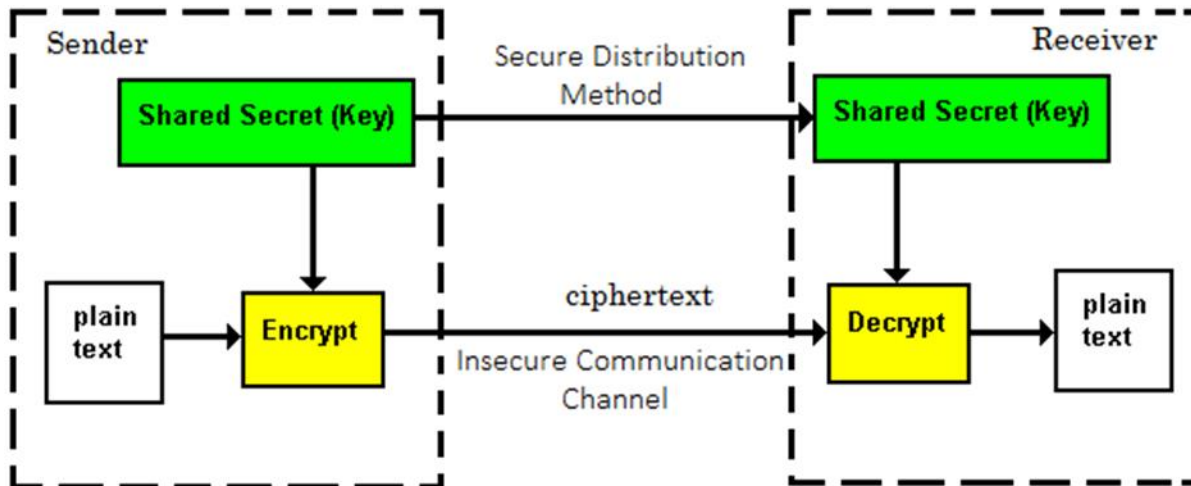 Sender
Receiver
Secure Distribution
Method
Shared Secret (Key)
Shared Secret (Key)
plain
text
Encrypt
ciphertext
Insecure Communication
Channel
Decrypt
plain
text